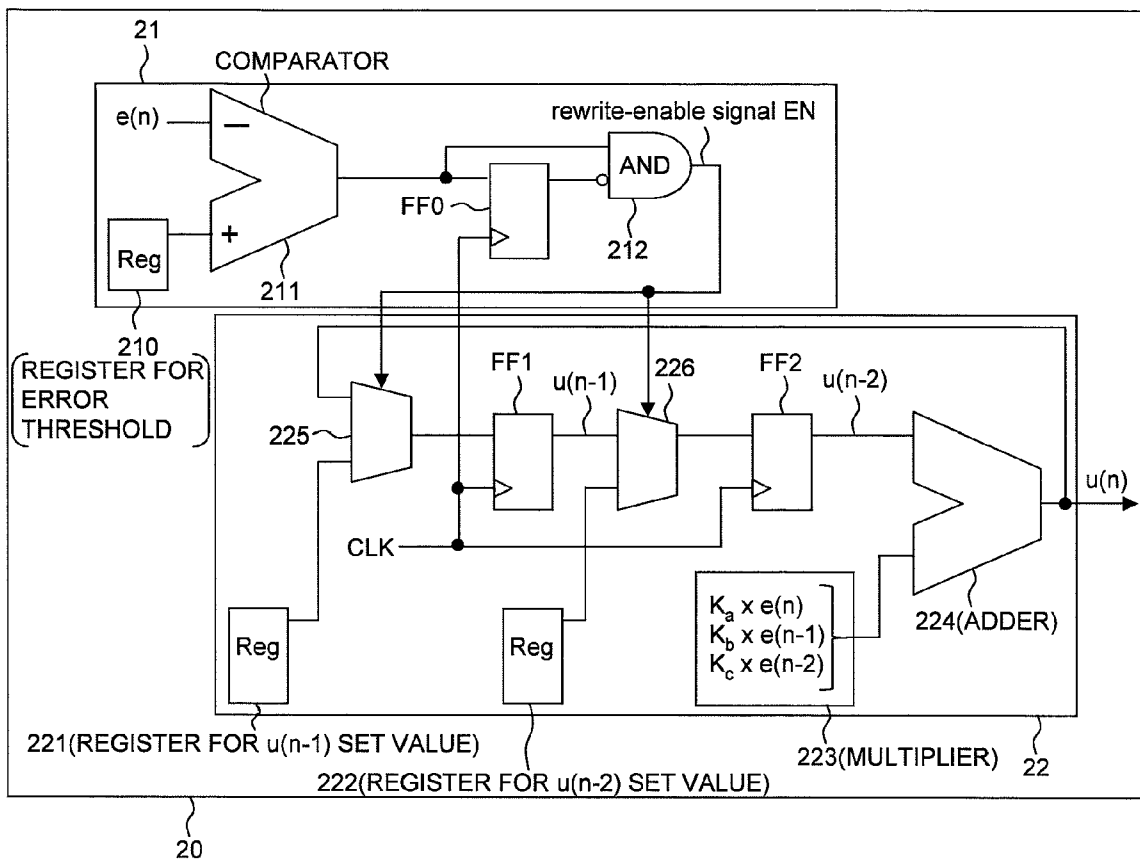 21
COMPARATOR
e(n)
−
+
Reg
210
REGISTER FOR
ERROR
THRESHOLD
211
FF0
AND
212
rewrite-enable signal EN
225
FF1
u(n-1)
226
FF2
u(n-2)
u(n)
CLK
Reg
Reg
Ka x e(n)
Kb x e(n-1)
Kc x e(n-2)
224(ADDER)
221(REGISTER FOR u(n-1) SET VALUE)
222(REGISTER FOR u(n-2) SET VALUE)
223(MULTIPLIER)
22
20